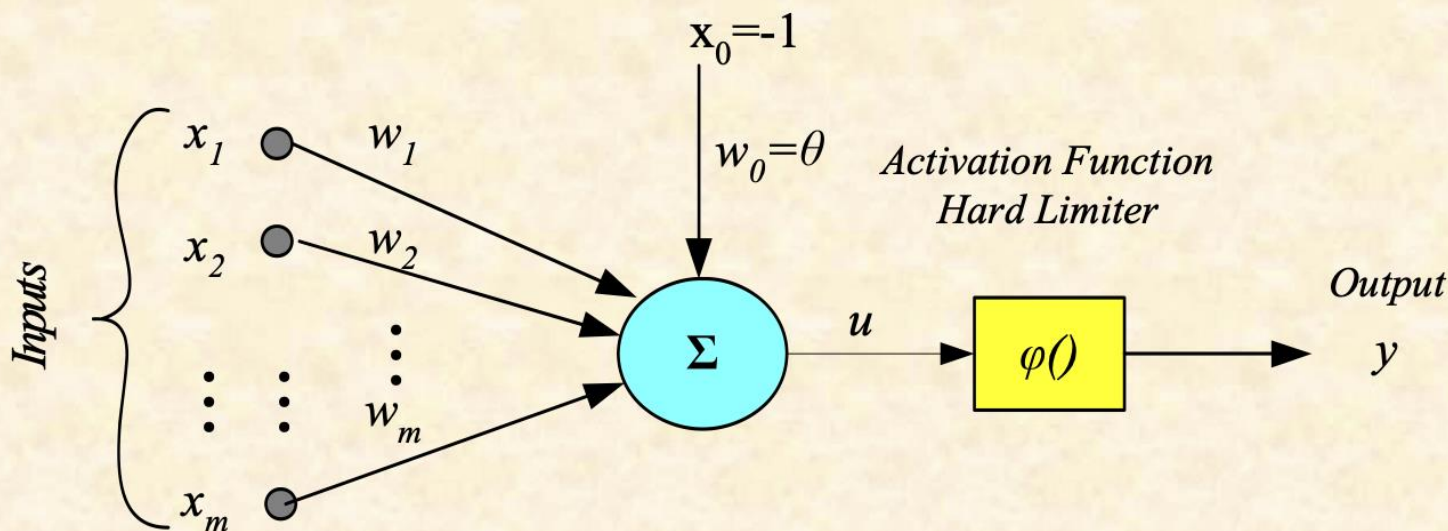 x₀=-1
w₀=θ
Inputs
x₁
w₁
x₂
w₂
wₘ
xₘ
Σ
u
Activation Function
Hard Limiter
φ()
Output
y